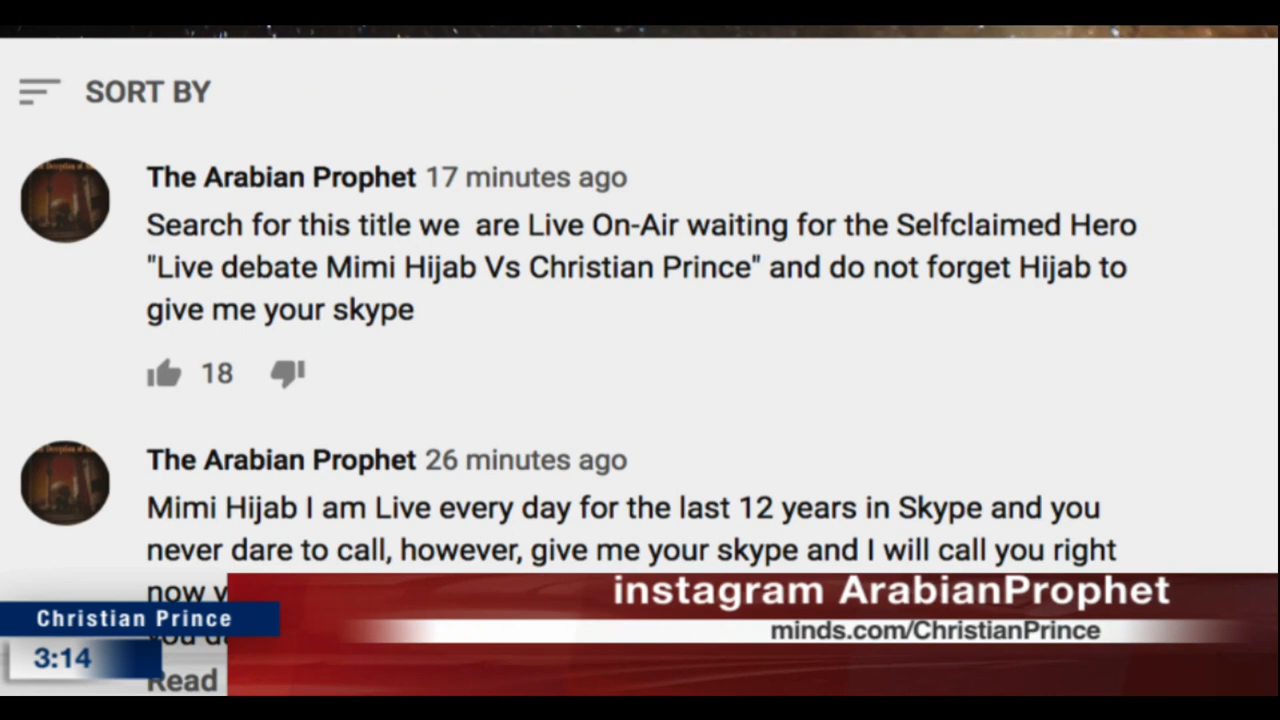 SORT BY
The Arabian Prophet 17 minutes ago
Search for this title we are Live On-Air waiting for the Selfclaimed Hero
"Live debate Mimi Hijab Vs Christian Prince" and do not forget Hijab to
give me your skype
18
The Arabian Prophet 26 minutes ago
Mimi Hijab I am Live every day for the last 12 years in Skype and you
never dare to call, however, give me your skype and I will call you right
now
instagram ArabianProphet
Christian Prince
minds.com/ChristianPrince
you
3:14
Read